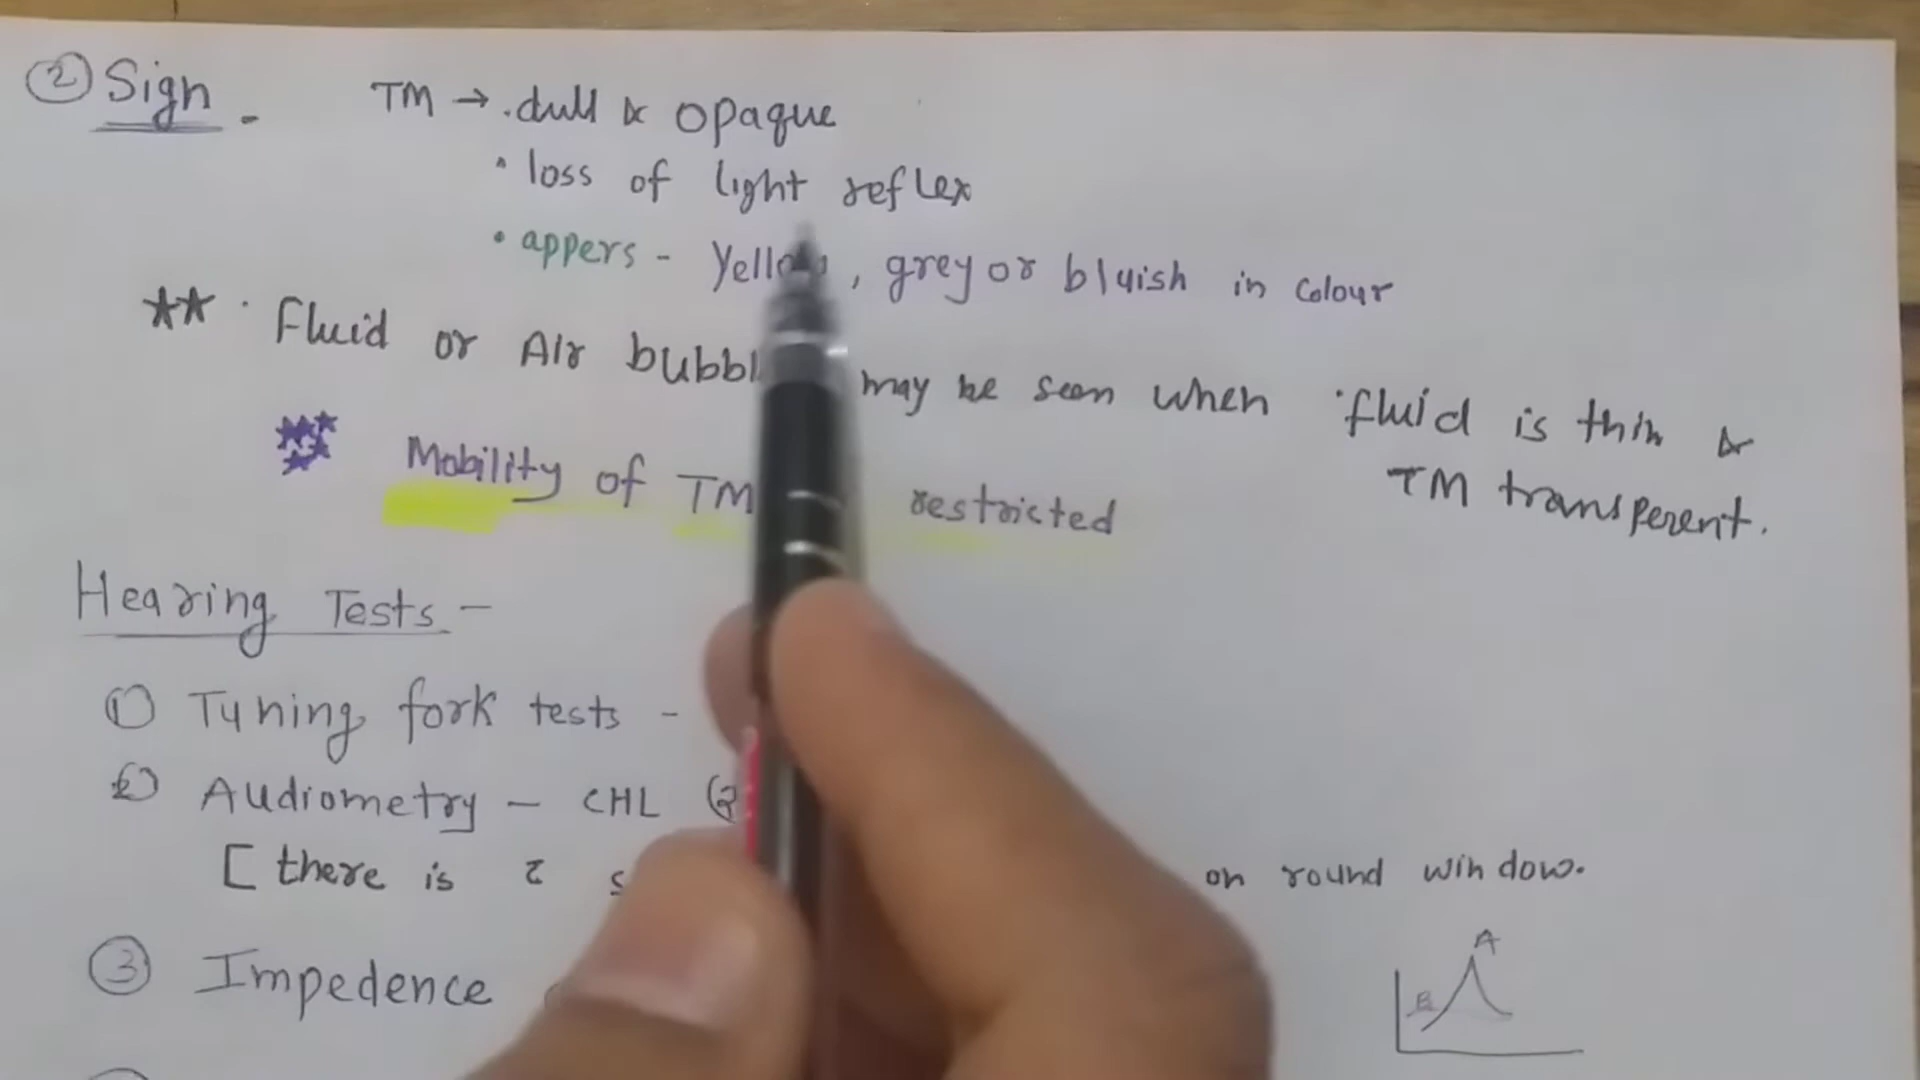 ② Sign -
TM → · dull & opaque
· loss of light reflex
· appers - Yellow, grey or bluish in colour
** · Fluid or Air bubbl may be seen when fluid is thin &
TM transperent.
Mobility of TM restricted
Hearing Tests -
① Tuning fork tests -
② Audiometry - CHL
[ there is on round window.
③ Impedence
A
B